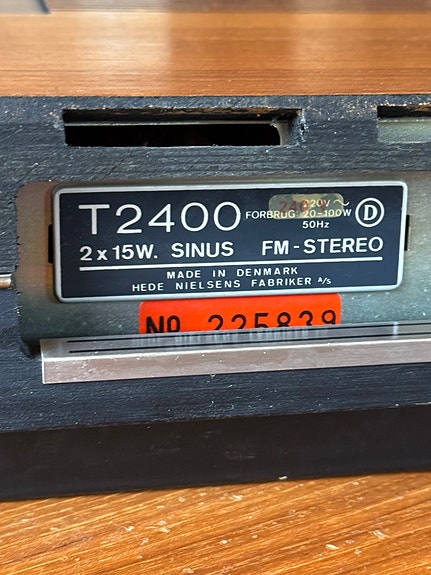 T2400 FORBRUG 220V~ 20-100W 50Hz D
2 x 15W. SINUS FM-STEREO
MADE IN DENMARK
HEDE NIELSENS FABRIKER A/S
No 225839